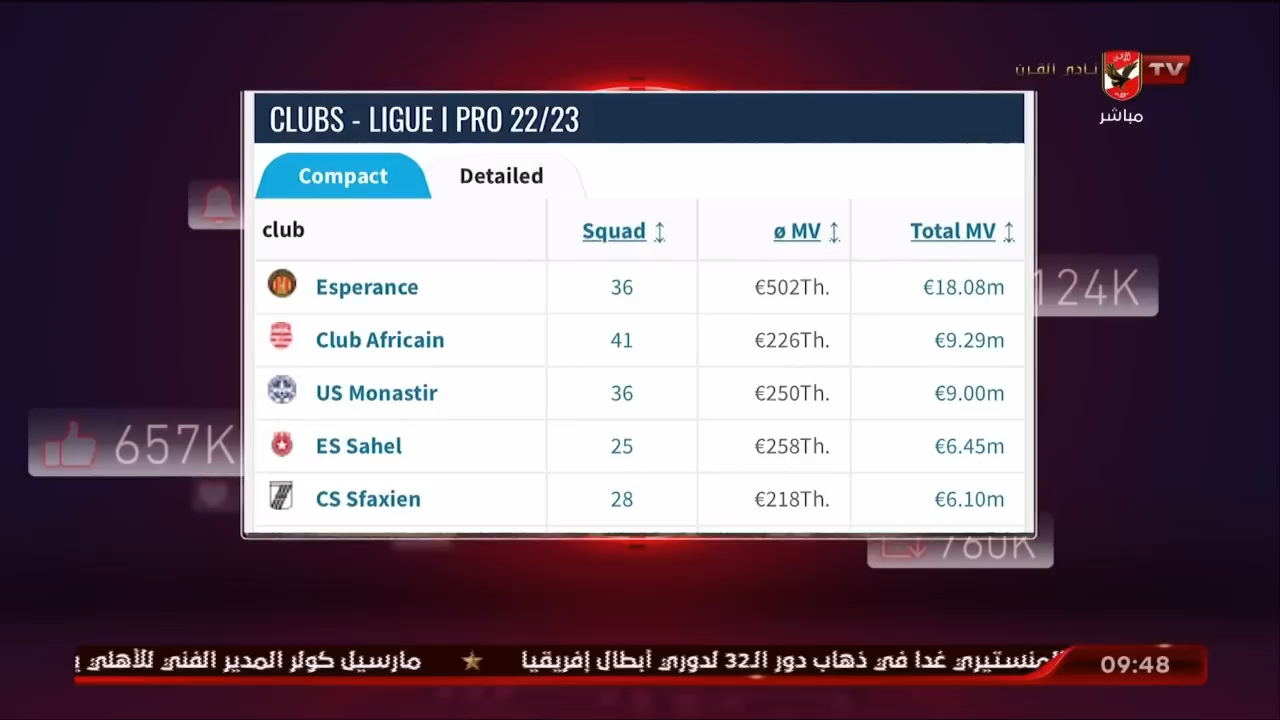 نادي القرن
TV
مباشر
CLUBS - LIGUE I PRO 22/23
Compact Detailed
club Squad ø MV Total MV
Esperance 36 €502Th. €18.08m
Club Africain 41 €226Th. €9.29m
US Monastir 36 €250Th. €9.00m
ES Sahel 25 €258Th. €6.45m
CS Sfaxien 28 €218Th. €6.10m
124K
657K
760K
المنستيري غدا في ذهاب دور الـ32 لدوري أبطال إفريقيا ★ مارسيل كولر المدير الفني للأهلي
09:48